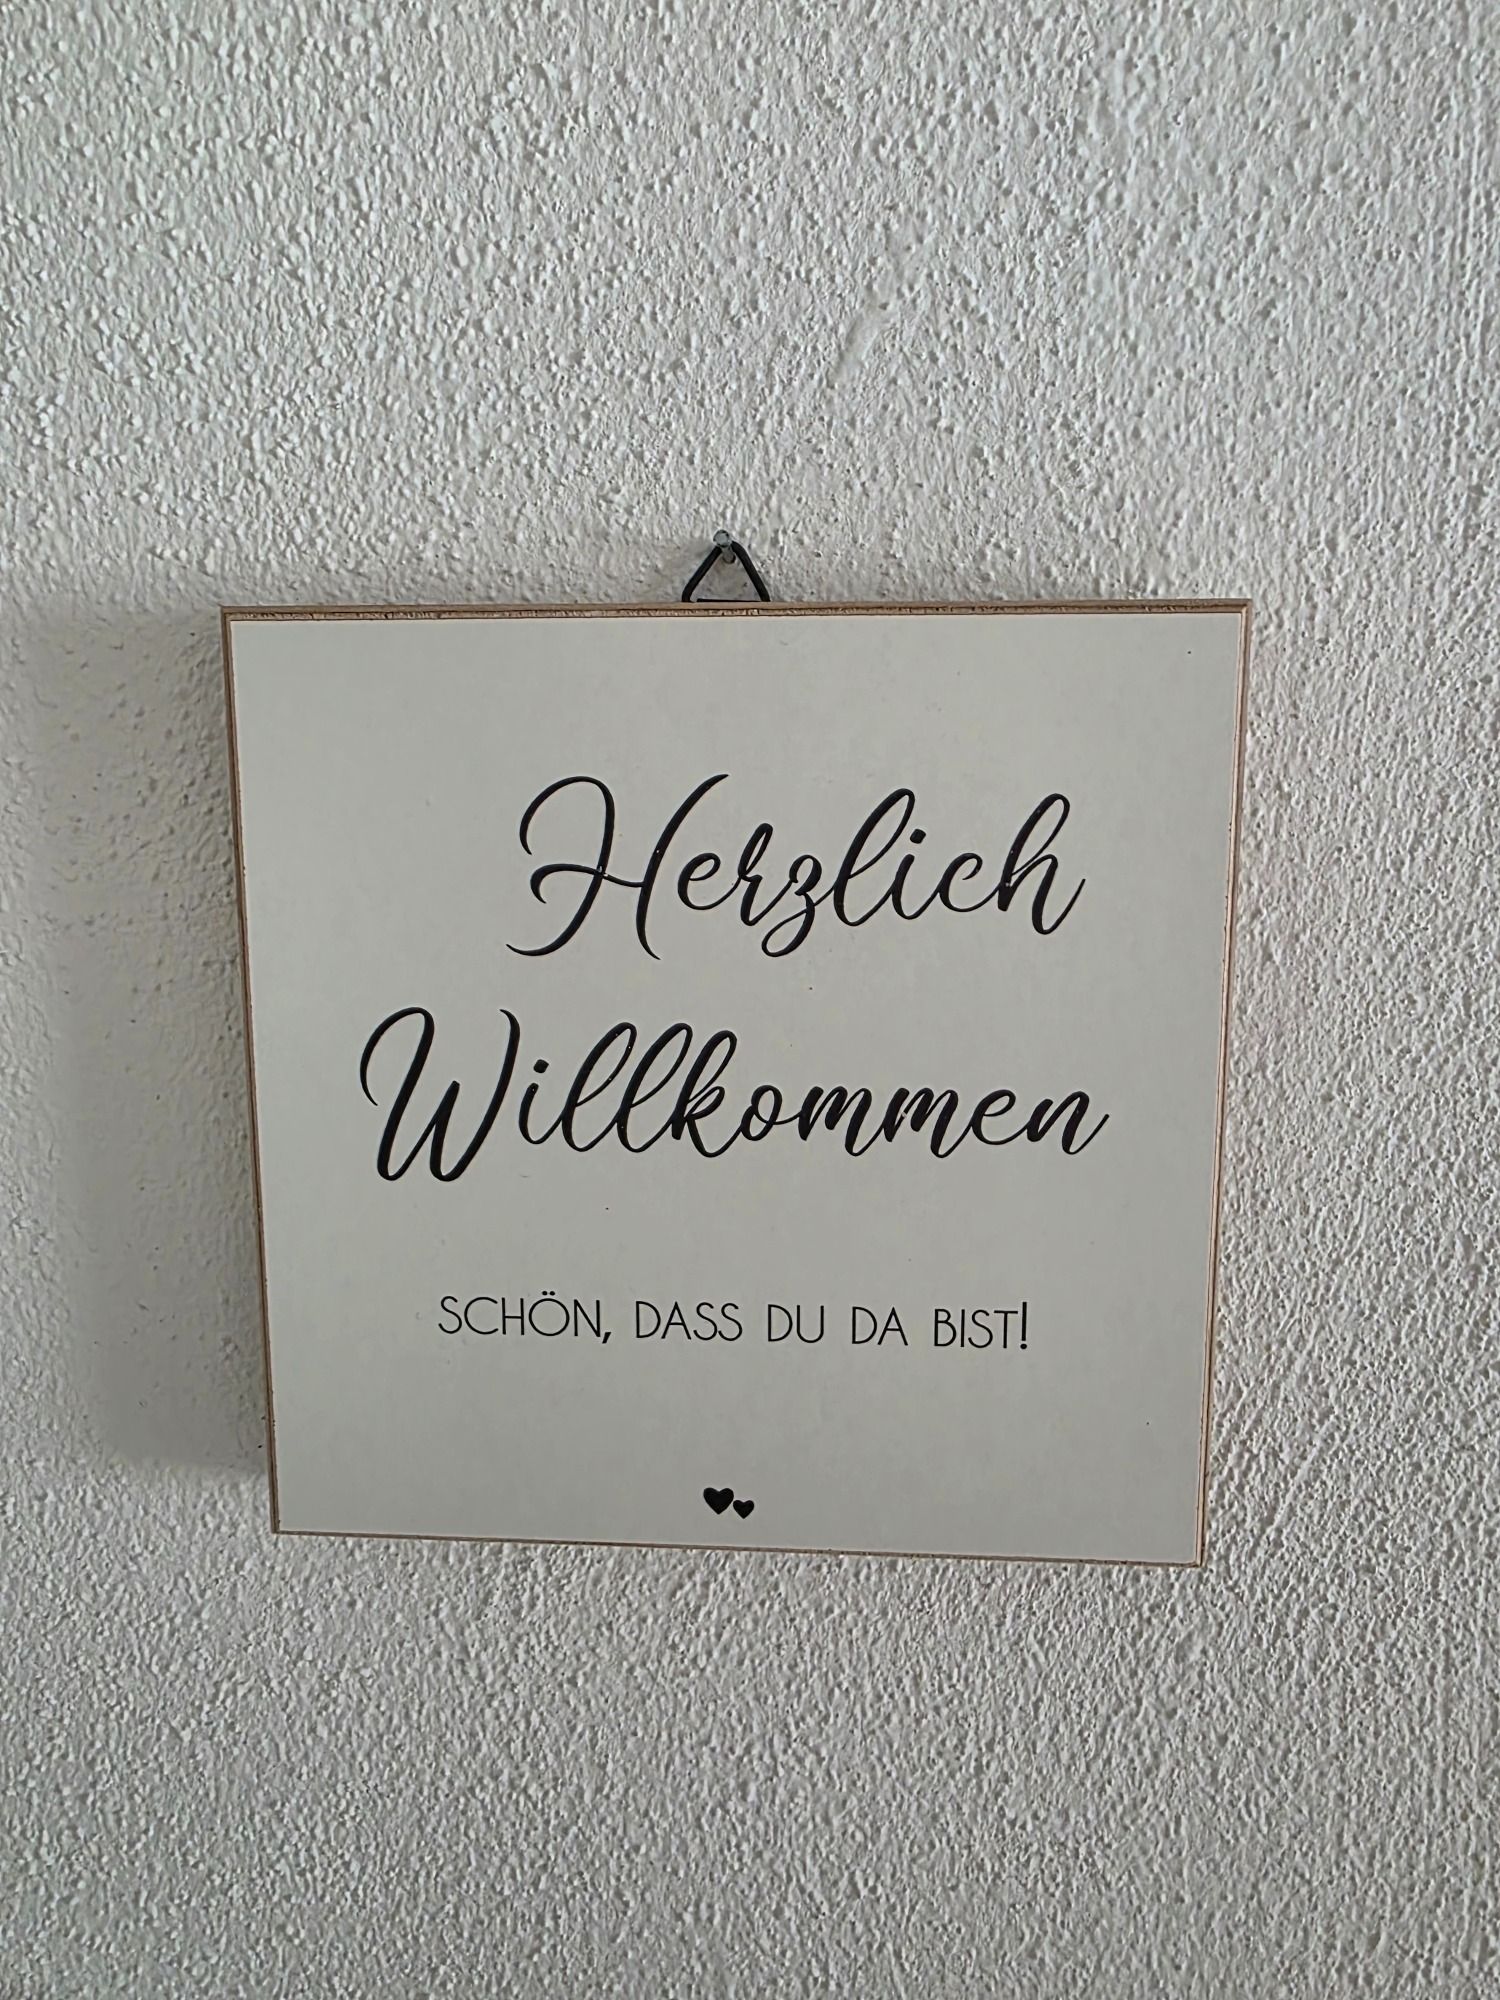 Herzlich
Willkommen
SCHÖN, DASS DU DA BIST!